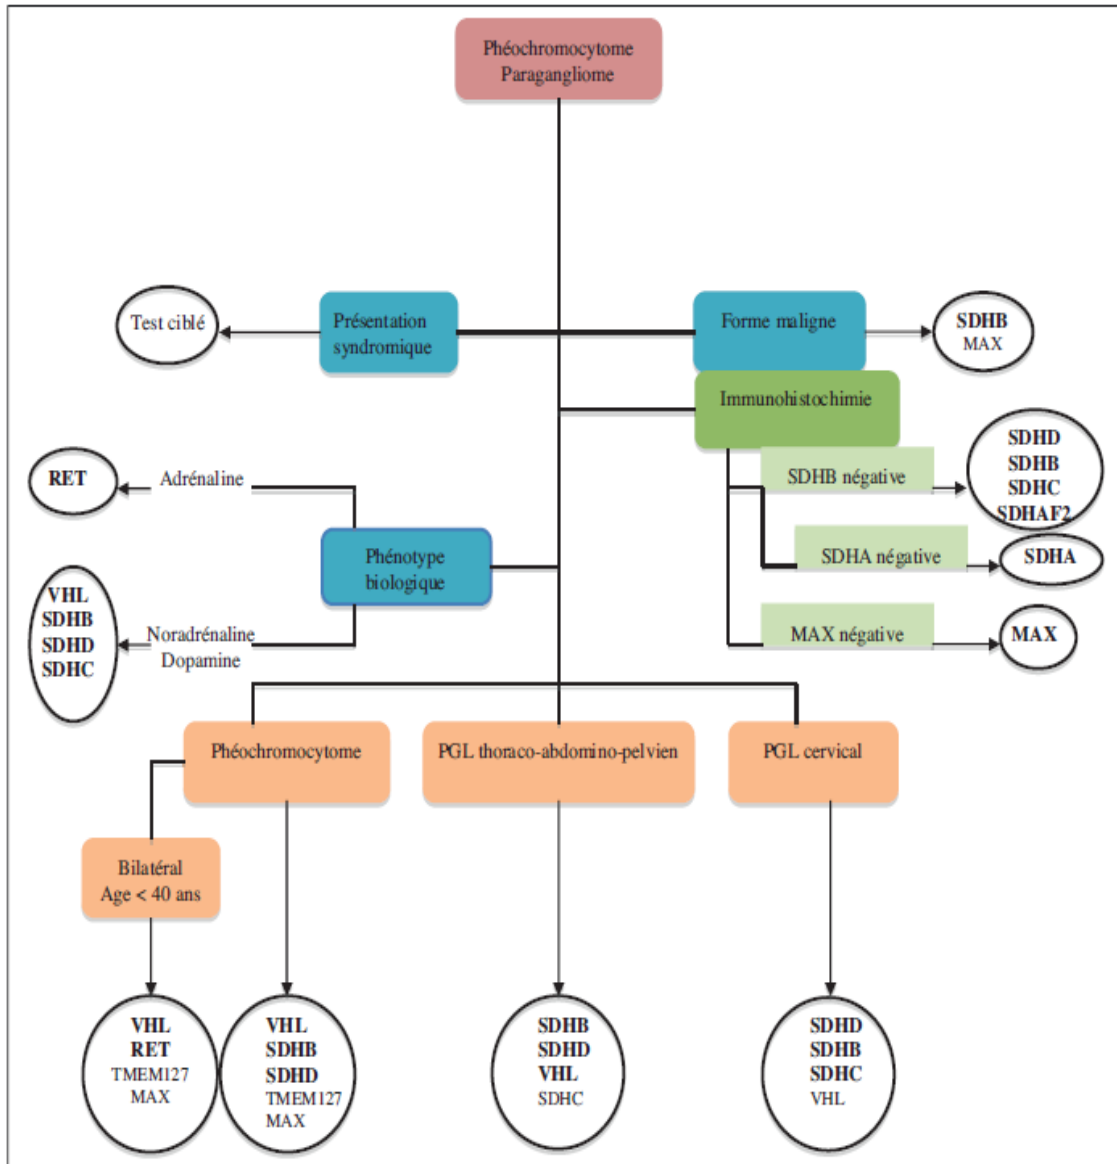 Phéochromocytome
Paragangliome
Test ciblé
Présentation
syndromique
Forme maligne
SDHB
MAX
Immunohistochimie
RET
Adrénaline
SDHB négative
SDHD
SDHB
SDHC
SDHAF2
Phénotype
biologique
SDHA négative
SDHA
VHL
SDHB
SDHD
SDHC
Noradrénaline
Dopamine
MAX négative
MAX
Phéochromocytome
PGL thoraco-abdomino-pelvien
PGL cervical
Bilatéral
Age < 40 ans
VHL
RET
TMEM127
MAX
VHL
SDHB
SDHD
TMEM127
MAX
SDHB
SDHD
VHL
SDHC
SDHD
SDHB
SDHC
VHL